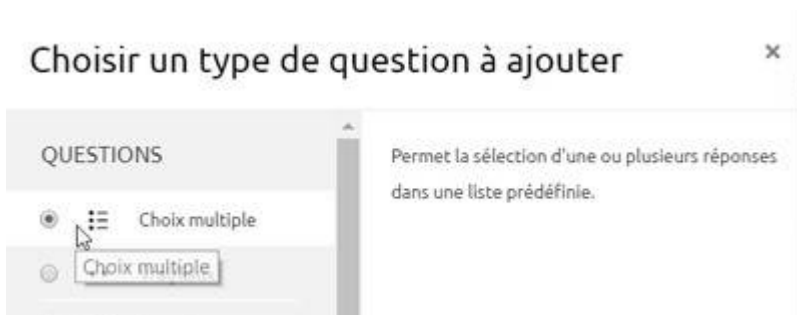 Choisir un type de question à ajouter ×
QUESTIONS
Permet la sélection d'une ou plusieurs réponses
dans une liste prédéfinie.
Choix multiple
Choix multiple